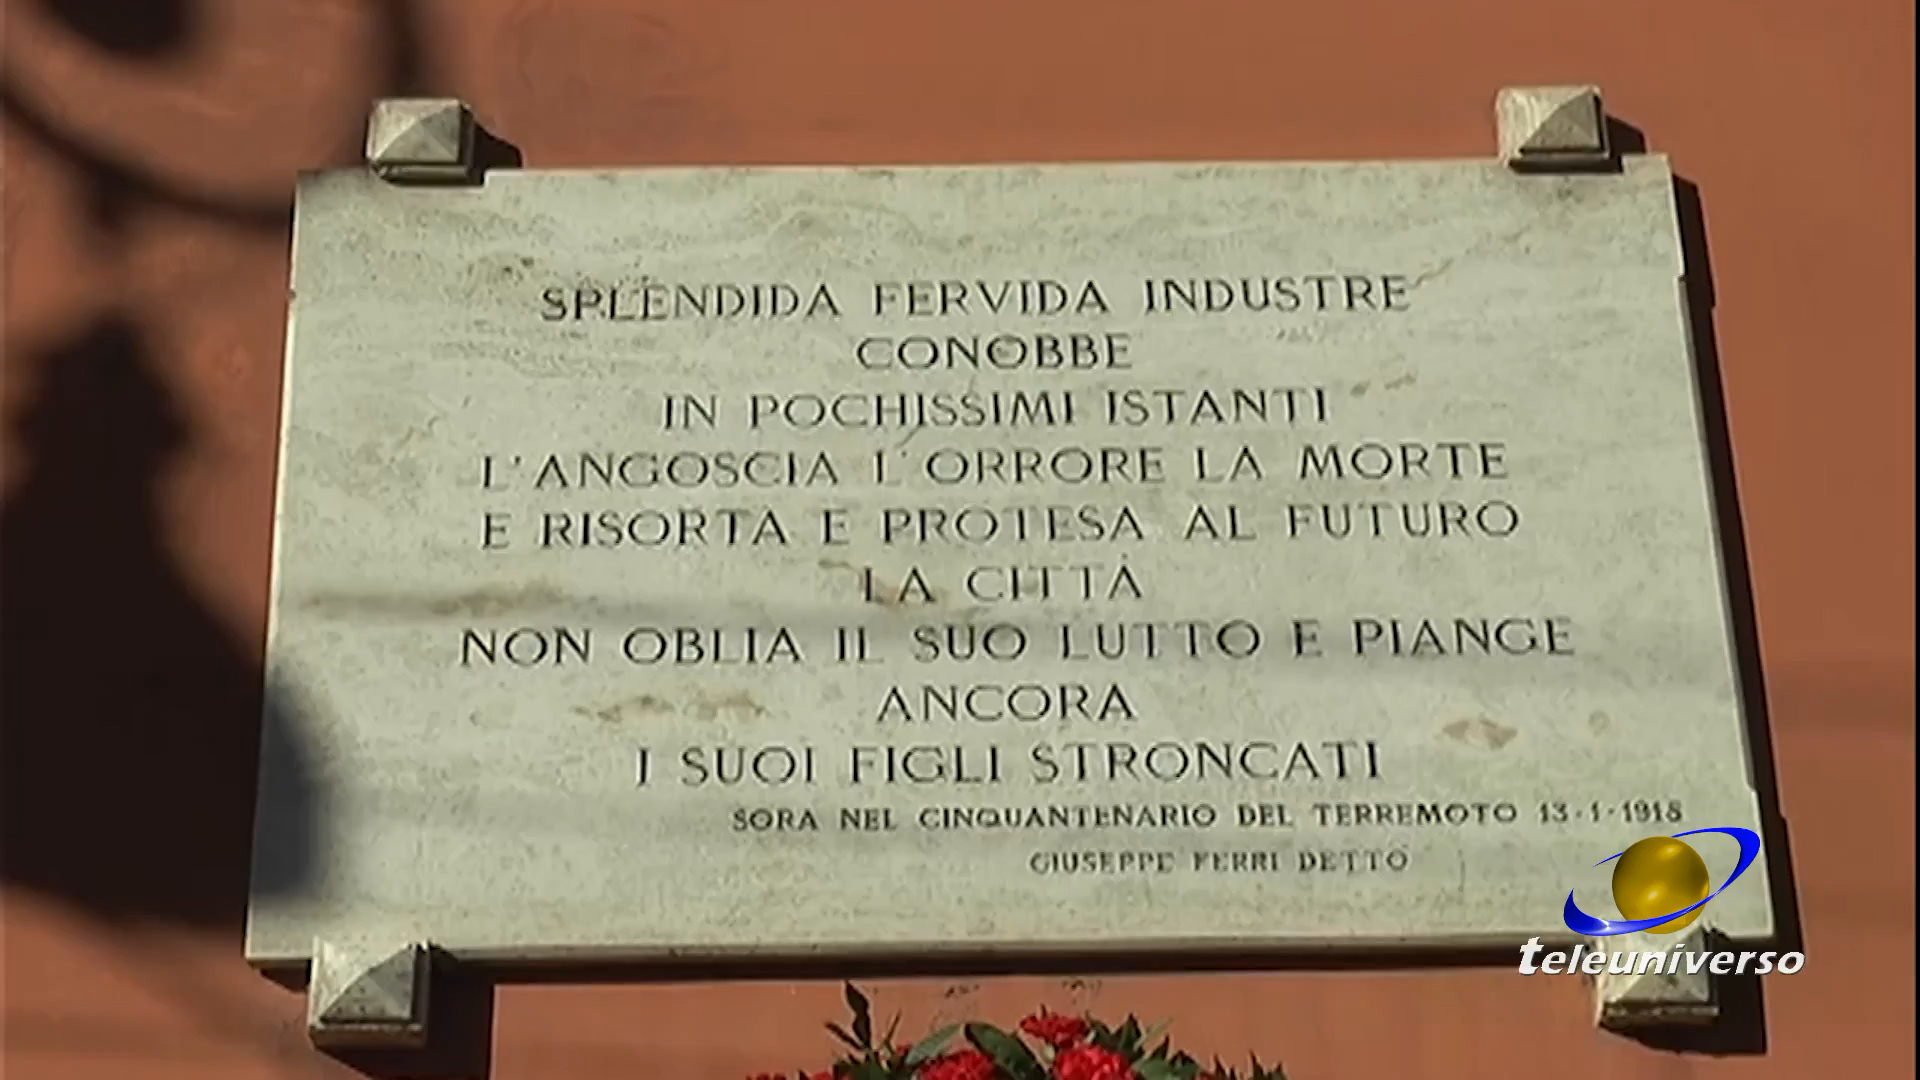 SPLENDIDA FERVIDA INDUSTRE
CONOBBE
IN POCHISSIMI ISTANTI
L'ANGOSCIA L'ORRORE LA MORTE
E RISORTA E PROTESA AL FUTURO
LA CITTÀ
NON OBLIA IL SUO LUTTO E PIANGE
ANCORA
I SUOI FIGLI STRONCATI
SORA NEL CINQUANTENARIO DEL TERREMOTO 13·1·1918
GIUSEPPE FERRI DETTO
teleuniverso